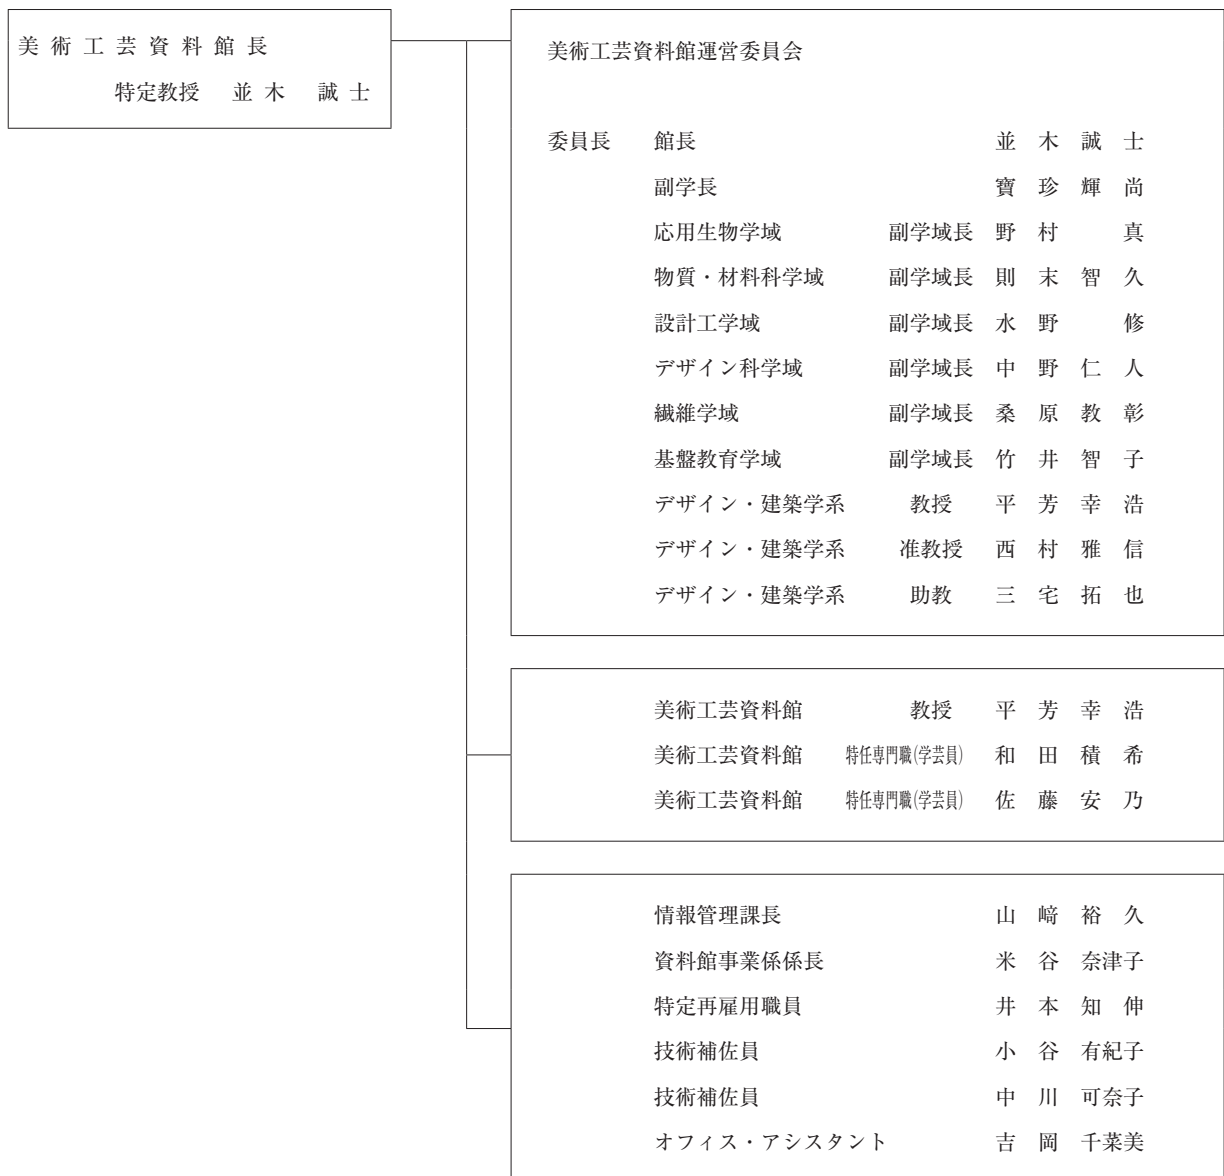 美術工芸資料館長
特定教授 並木 誠士
美術工芸資料館運営委員会
委員長 館長 並木誠士
副学長 寶珍輝尚
応用生物学域 副学域長 野村 真
物質・材料科学域 副学域長 則末智久
設計工学域 副学域長 水野 修
デザイン科学域 副学域長 中野仁人
繊維学域 副学域長 桑原教彰
基盤教育学域 副学域長 竹井智子
デザイン・建築学系 教授 平芳幸浩
デザイン・建築学系 准教授 西村雅信
デザイン・建築学系 助教 三宅拓也
美術工芸資料館 教授 平芳幸浩
美術工芸資料館 特任専門職(学芸員) 和田積希
美術工芸資料館 特任専門職(学芸員) 佐藤安乃
情報管理課長 山﨑裕久
資料館事業係係長 米谷奈津子
特定再雇用職員 井本知伸
技術補佐員 小谷有紀子
技術補佐員 中川可奈子
オフィス・アシスタント 吉岡千菜美